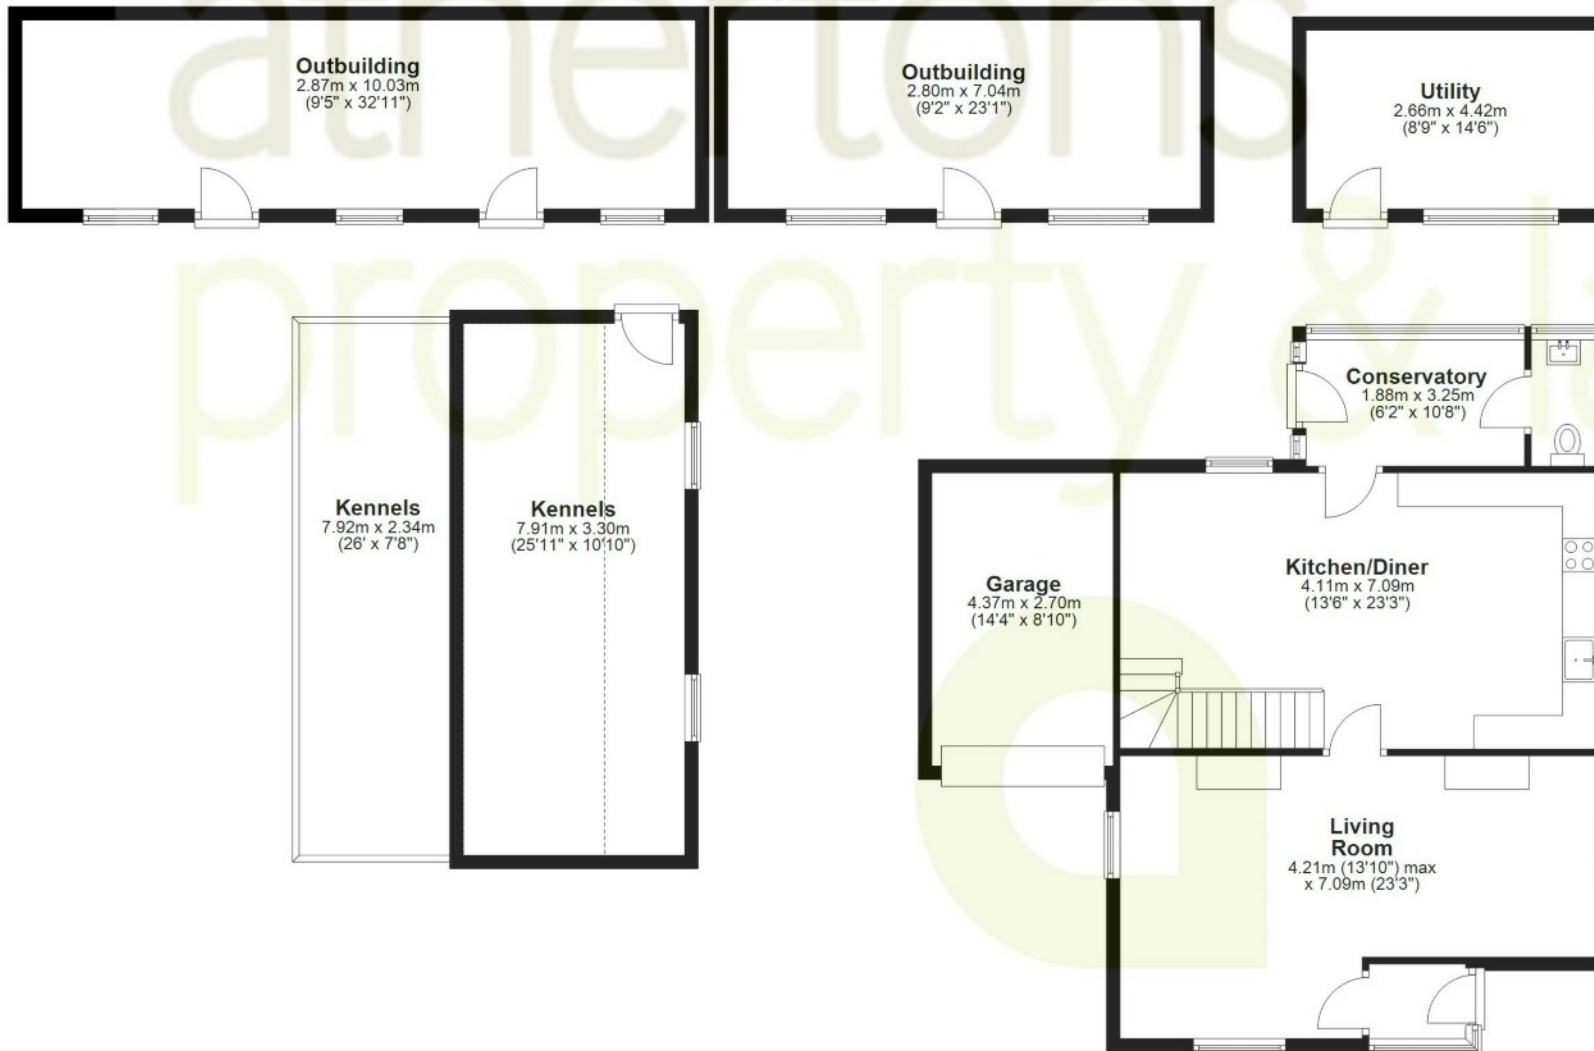 athertons
property & la
Outbuilding
2.87m x 10.03m
(9'5" x 32'11")
Outbuilding
2.80m x 7.04m
(9'2" x 23'1")
Utility
2.66m x 4.42m
(8'9" x 14'6")
Conservatory
1.88m x 3.25m
(6'2" x 10'8")
Kennels
7.92m x 2.34m
(26' x 7'8")
Kennels
7.91m x 3.30m
(25'11" x 10'10")
Garage
4.37m x 2.70m
(14'4" x 8'10")
Kitchen/Diner
4.11m x 7.09m
(13'6" x 23'3")
Living
Room
4.21m (13'10") max
x 7.09m (23'3")